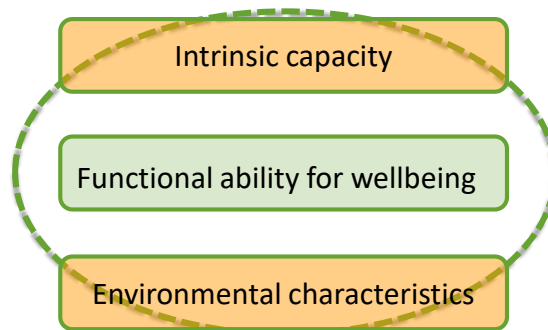 Intrinsic capacity
Functional ability for wellbeing
Environmental characteristics